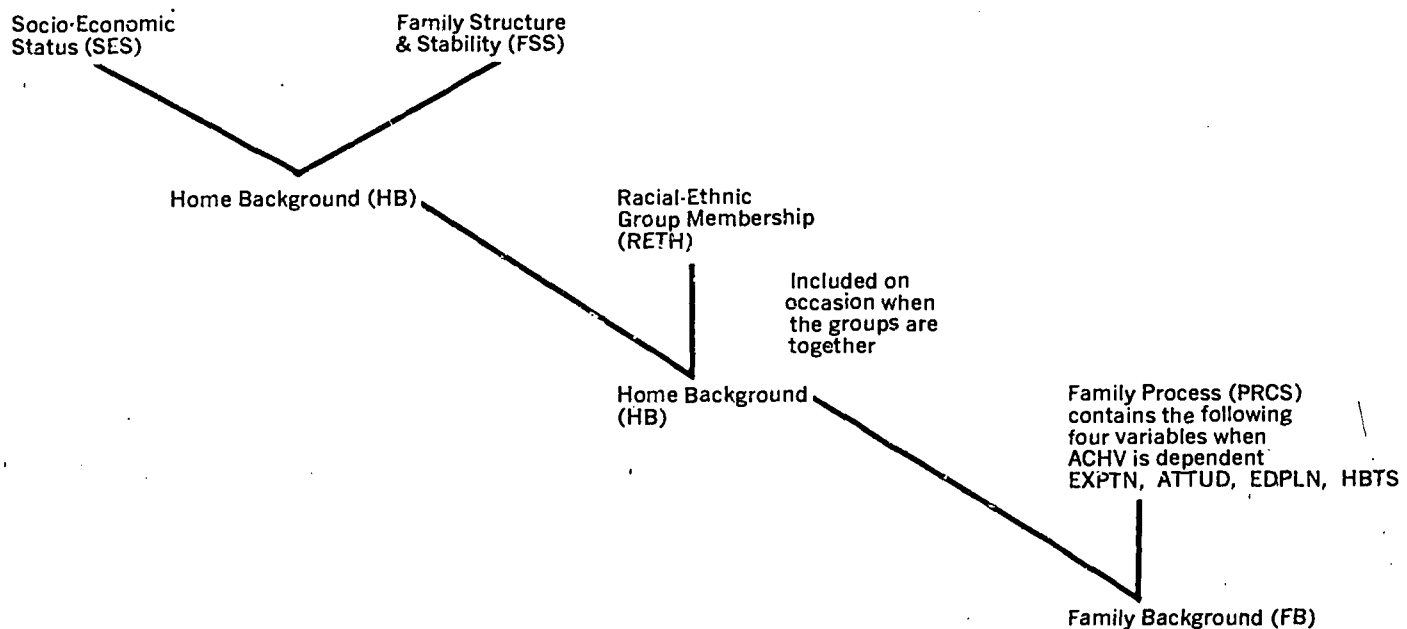 Socio-Economic
Status (SES)
Family Structure
& Stability (FSS)
Home Background (HB)
Racial-Ethnic
Group Membership
(RETH)
Included on
occasion when
the groups are
together
Home Background
(HB)
Family Process (PRCS)
contains the following
four variables when
ACHV is dependent
EXPTN, ATTUD, EDPLN, HBTS
Family Background (FB)